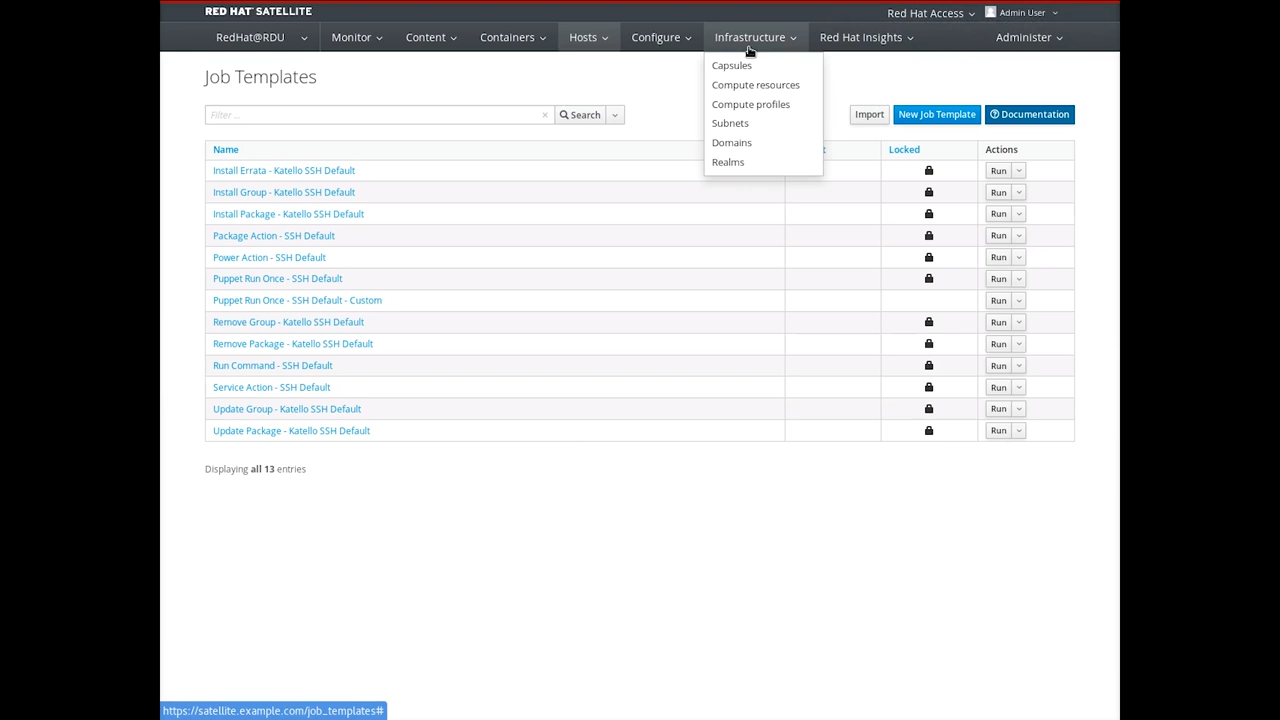 RED HAT SATELLITE
Red Hat Access
Admin User
RedHat@RDU
Monitor
Content
Containers
Hosts
Configure
Infrastructure
Red Hat Insights
Administer
Capsules
Compute resources
Compute profiles
Subnets
Domains
Realms
Job Templates
Filter ...
Search
Import
New Job Template
Documentation
Name
Locked
Actions
Install Errata - Katello SSH Default
Run
Install Group - Katello SSH Default
Run
Install Package - Katello SSH Default
Run
Package Action - SSH Default
Run
Power Action - SSH Default
Run
Puppet Run Once - SSH Default
Run
Puppet Run Once - SSH Default - Custom
Run
Remove Group - Katello SSH Default
Run
Remove Package - Katello SSH Default
Run
Run Command - SSH Default
Run
Service Action - SSH Default
Run
Update Group - Katello SSH Default
Run
Update Package - Katello SSH Default
Run
Displaying all 13 entries
https://satellite.example.com/job_templates#